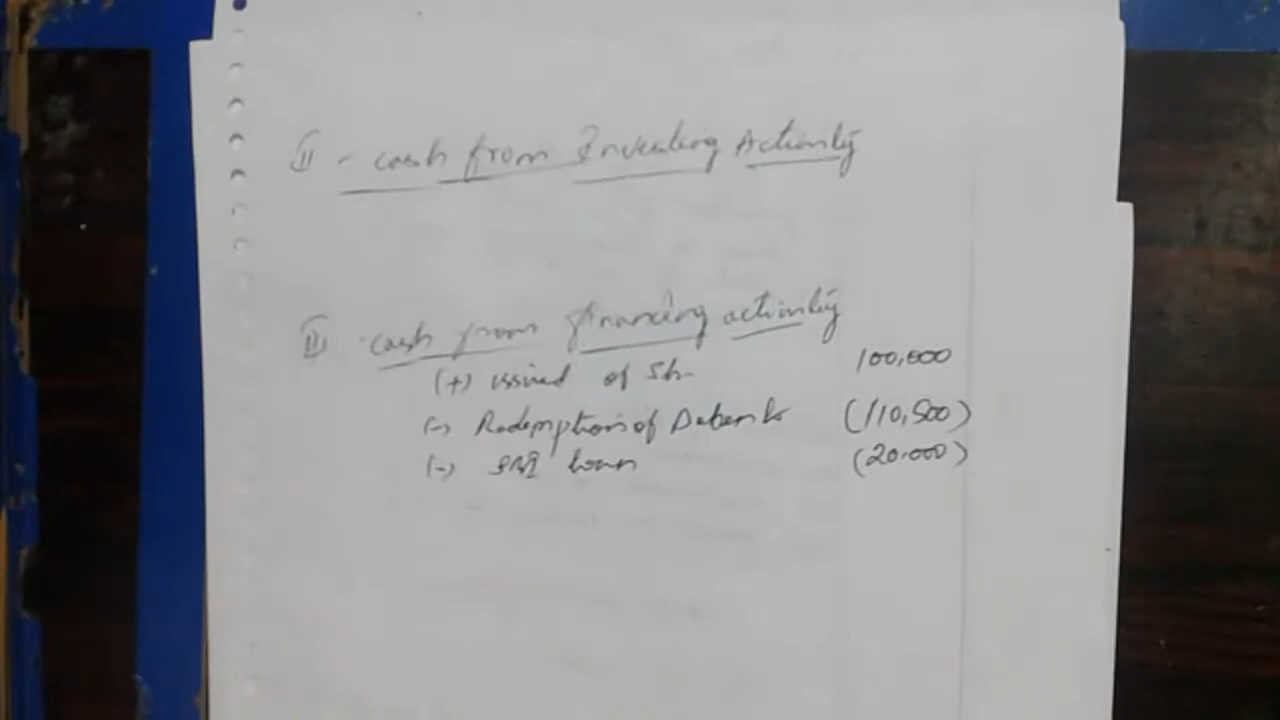 II - cash from Investing Activity
III cash from financing activity
(+) issued of Sh- 100,000
(-) Redemption of Debents (110,500)
(-) loan (20.000)